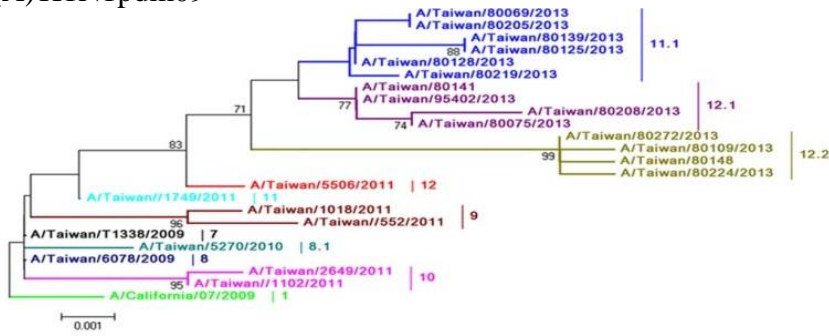 H1N1pdm09
A/Taiwan/80069/2013
A/Taiwan/80205/2013
A/Taiwan/80139/2013
88
A/Taiwan/80125/2013
11.1
A/Taiwan/80128/2013
A/Taiwan/80219/2013
A/Taiwan/80141
77
A/Taiwan/95402/2013
12.1
71
A/Taiwan/80208/2013
74
A/Taiwan/80075/2013
A/Taiwan/80272/2013
83
99
A/Taiwan/80109/2013
12.2
A/Taiwan/80148
A/Taiwan/80224/2013
A/Taiwan/5506/2011 | 12
A/Taiwan//1749/2011 | 11
A/Taiwan/1018/2011
9
96
A/Taiwan//552/2011
A/Taiwan/T1338/2009 | 7
A/Taiwan/5270/2010 | 8.1
A/Taiwan/6078/2009 | 8
A/Taiwan/2649/2011
10
95
A/Taiwan//1102/2011
A/California/07/2009 | 1
0.001